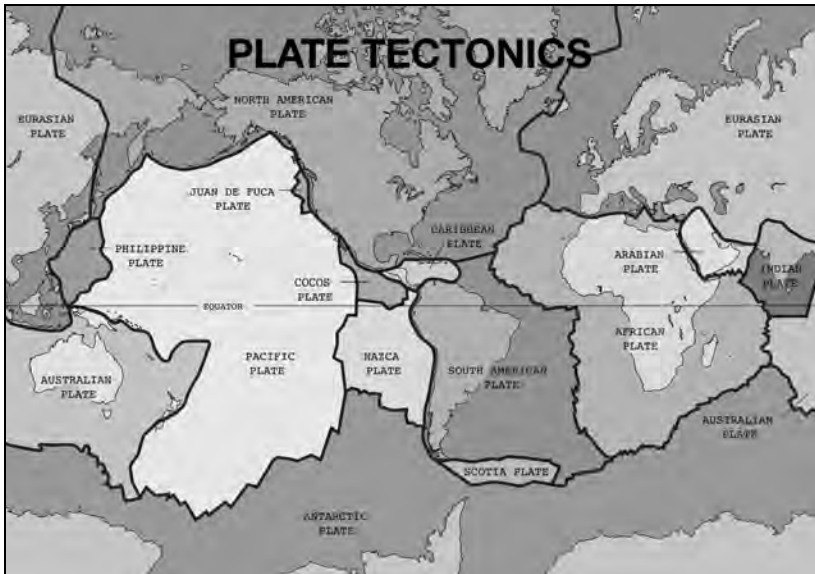 PLATE TECTONICS
NORTH AMERICAN
PLATE
EURASIAN
PLATE
EURASIAN
PLATE
JUAN DE FUCA
PLATE
CARIBBEAN
PLATE
PHILIPPINE
PLATE
ARABIAN
PLATE
INDIAN
PLATE
COCOS
PLATE
EQUATOR
AFRICAN
PLATE
PACIFIC
PLATE
NAZCA
PLATE
SOUTH AMERICAN
PLATE
AUSTRALIAN
PLATE
AUSTRALIAN
PLATE
SCOTIA PLATE
ANTARCTIC
PLATE